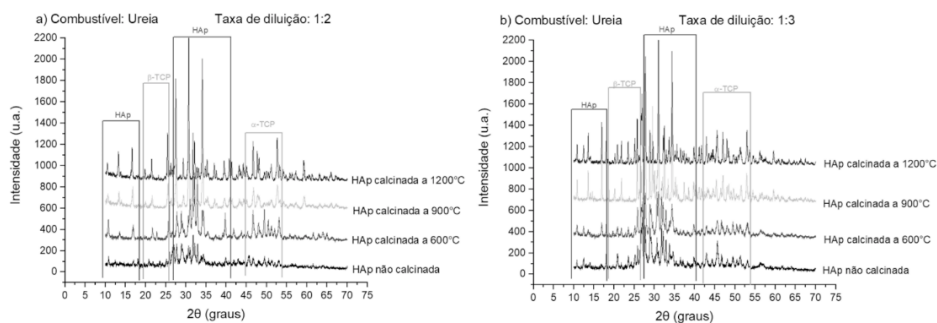 a) Combustível: Ureia Taxa de diluição: 1:2
HAp
β-TCP
HAp
α-TCP
Intensidade (u.a.)
2200
2000
1800
1600
1400
1200
1000
800
600
400
200
0
HAp calcinada a 1200°C
HAp calcinada a 900°C
HAp calcinada a 600°C
HAp não calcinada
0 5 10 15 20 25 30 35 40 45 50 55 60 65 70 75
2θ (graus)
b) Combustível: Ureia Taxa de diluição: 1:3
HAp
β-TCP
HAp
α-TCP
Intensidade (u.a.)
2200
2000
1800
1600
1400
1200
1000
800
600
400
200
0
HAp calcinada a 1200°C
HAp calcinada a 900°C
HAp calcinada a 600°C
HAp não calcinada
0 5 10 15 20 25 30 35 40 45 50 55 60 65 70 75
2θ (graus)